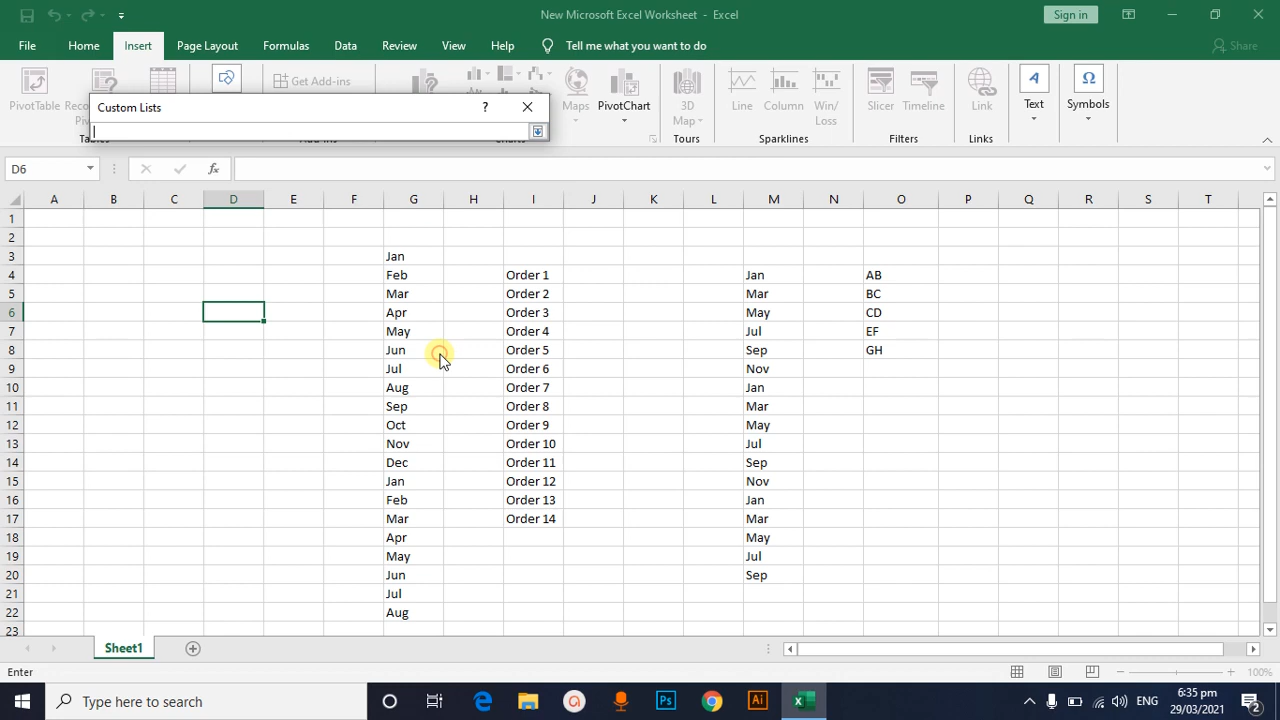 New Microsoft Excel Worksheet - Excel
Sign in
File Home Insert Page Layout Formulas Data Review View Help Tell me what you want to do Share
PivotTable Get Add-ins Maps PivotChart 3D Map Line Column Win/Loss Slicer Timeline Link Text Symbols
Tours Sparklines Filters Links
Custom Lists ?
D6 fx
A B C D E F G H I J K L M N O P Q R S T
1
2
3 Jan
4 Feb Order 1 Jan AB
5 Mar Order 2 Mar BC
6 Apr Order 3 May CD
7 May Order 4 Jul EF
8 Jun Order 5 Sep GH
9 Jul Order 6 Nov
10 Aug Order 7 Jan
11 Sep Order 8 Mar
12 Oct Order 9 May
13 Nov Order 10 Jul
14 Dec Order 11 Sep
15 Jan Order 12 Nov
16 Feb Order 13 Jan
17 Mar Order 14 Mar
18 Apr May
19 May Jul
20 Jun Sep
21 Jul
22 Aug
23
Sheet1
Enter 100%
Type here to search Ps Ai ENG 6:35 pm
29/03/2021 2